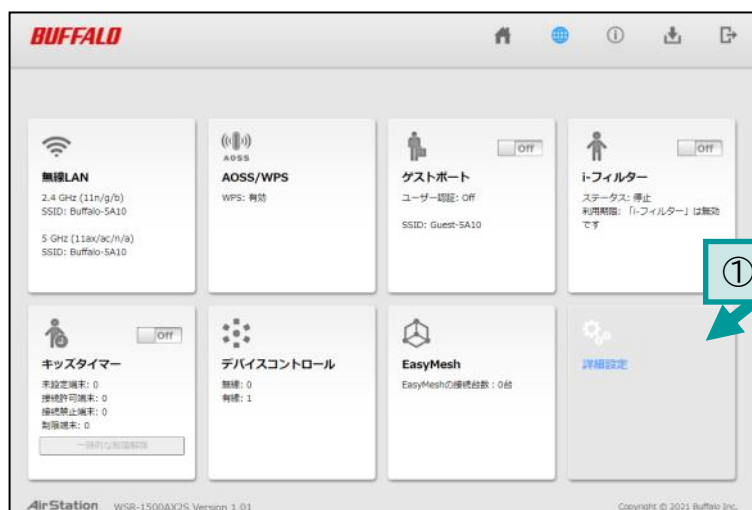 BUFFALO
無線LAN
2.4 GHz (11n/g/b)
SSID: Buffalo-5A10
5 GHz (11ax/ac/n/a)
SSID: Buffalo-5A10
AOSS
AOSS/WPS
WPS: 有効
Off
ゲストポート
ユーザー認証: Off
SSID: Guest-5A10
Off
i-フィルター
ステータス: 停止
利用期限: 「i-フィルター」は無効
です
①
Off
キッズタイマー
未設定端末: 0
接続許可端末: 0
接続禁止端末: 0
制限端末: 0
一時的な制限解除
デバイスコントロール
無線: 0
有線: 1
EasyMesh
EasyMeshの接続台数：0台
詳細設定
AirStation WSR-1500AX2S Version 1.01
Copyright © 2021 Buffalo Inc.